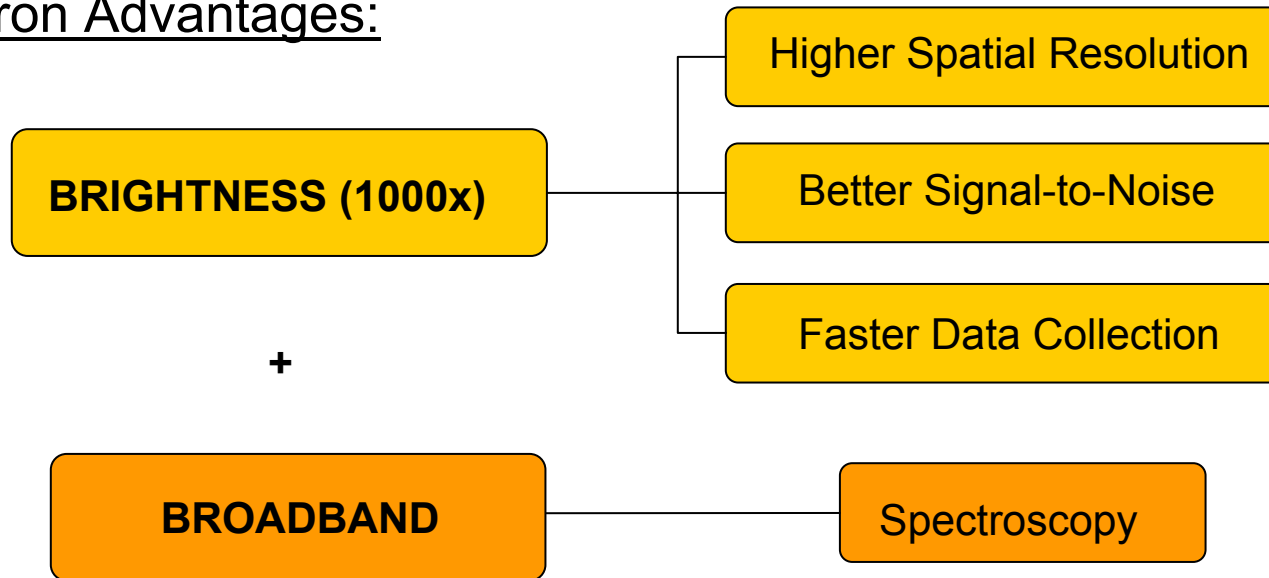 ron Advantages:
Higher Spatial Resolution
BRIGHTNESS (1000x)
Better Signal-to-Noise
Faster Data Collection
+
BROADBAND
Spectroscopy